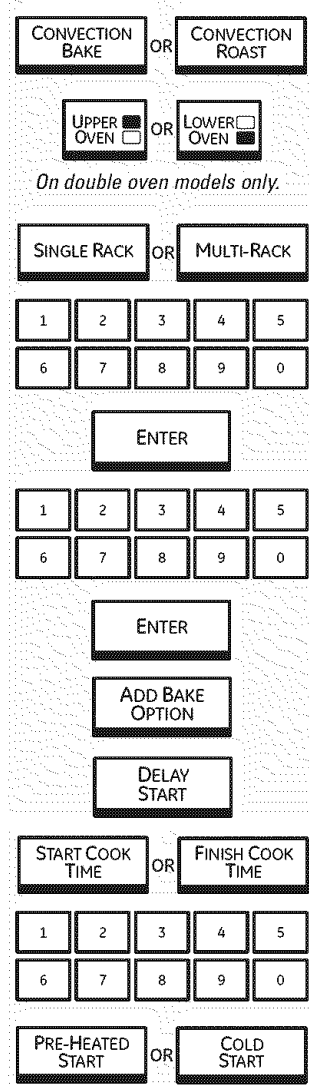 CONVECTION BAKE OR CONVECTION ROAST
UPPER OVEN OR LOWER OVEN
On double oven models only.
SINGLE RACK OR MULTI-RACK
1 2 3 4 5
6 7 8 9 0
ENTER
1 2 3 4 5
6 7 8 9 0
ENTER
ADD BAKE
OPTION
DELAY
START
START COOK TIME OR FINISH COOK TIME
1 2 3 4 5
6 7 8 9 0
PRE-HEATED START OR COLD START